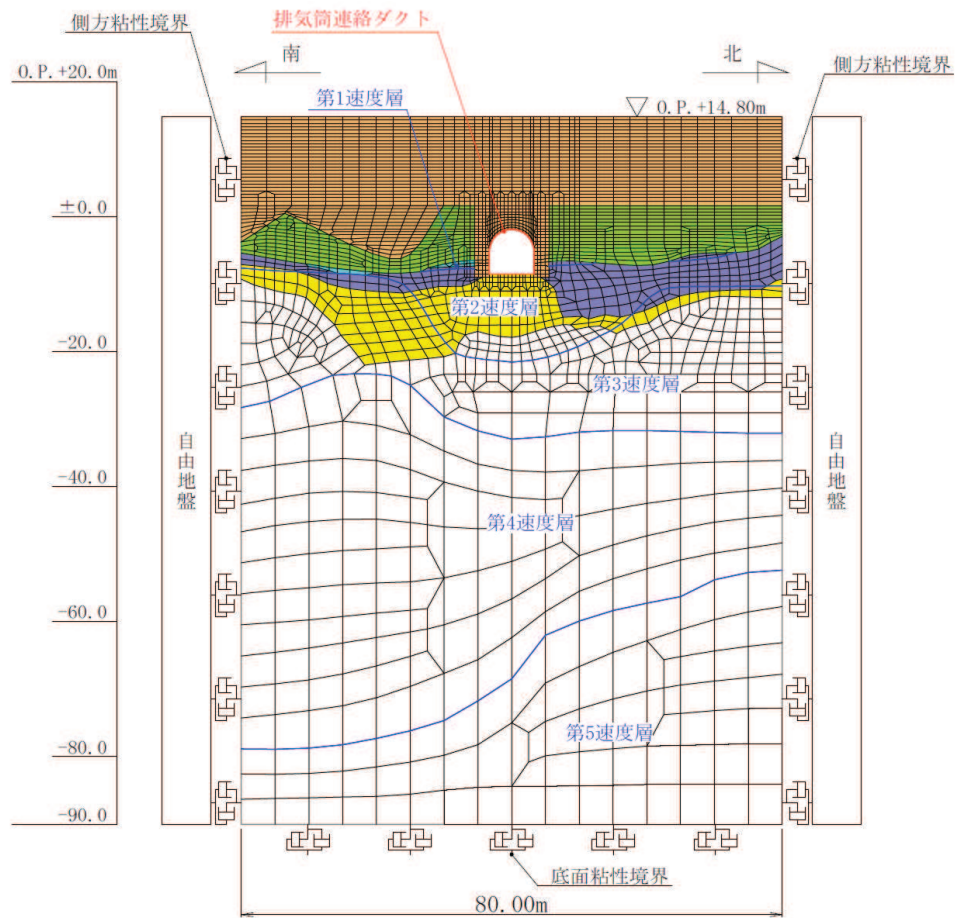 排気筒連絡ダクト
側方粘性境界
南
北
側方粘性境界
O.P.+20.0m
第1速度層
O.P.+14.80m
±0.0
第2速度層
-20.0
第3速度層
自由地盤
自由地盤
-40.0
第4速度層
-60.0
第5速度層
-80.0
-90.0
底面粘性境界
80.00m